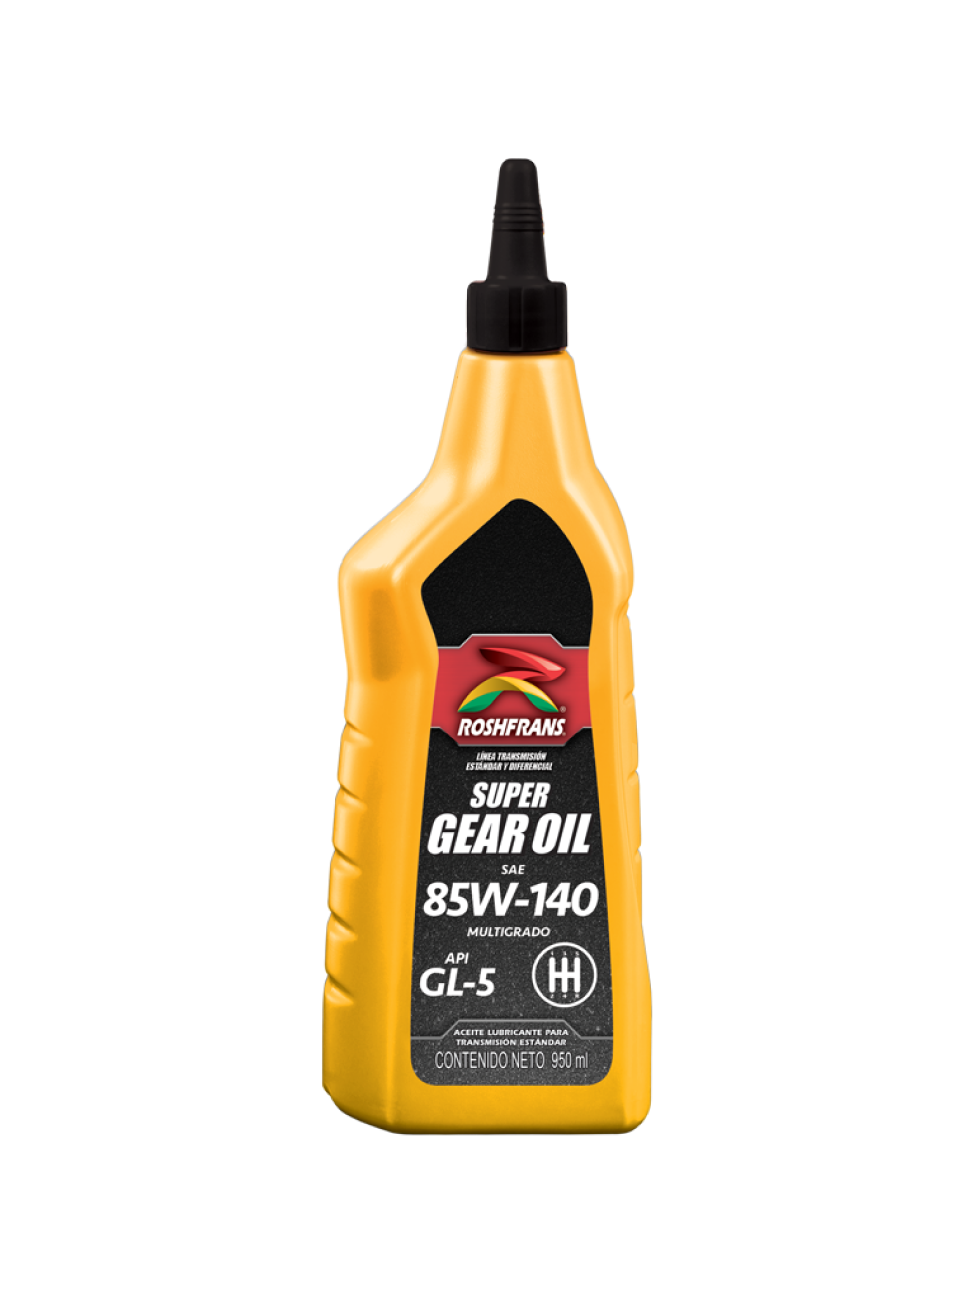 ROSHFRANS®
LÍNEA TRANSMISIÓN
ESTÁNDAR Y DIFERENCIAL
SUPER
GEAR OIL
SAE
85W-140
MULTIGRADO
API
GL-5
ACEITE LUBRICANTE PARA
TRANSMISIÓN ESTÁNDAR
CONTENIDO NETO 950 ml